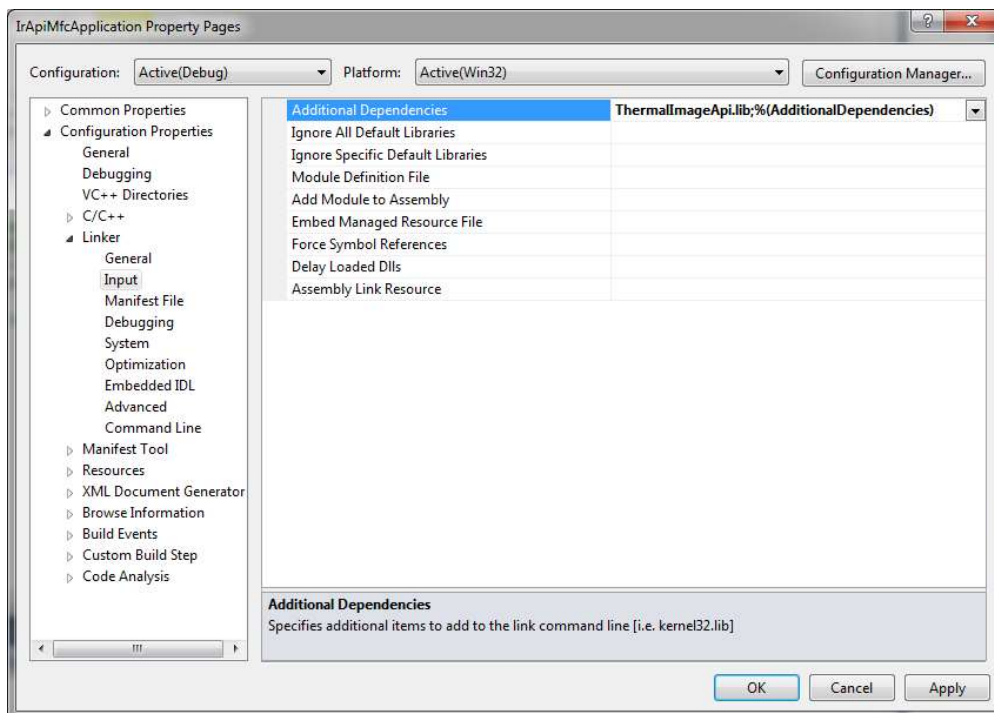 IrApiMfcApplication Property Pages
Configuration: Active(Debug) Platform: Active(Win32) Configuration Manager...
Common Properties
Configuration Properties
General
Debugging
VC++ Directories
C/C++
Linker
General
Input
Manifest File
Debugging
System
Optimization
Embedded IDL
Advanced
Command Line
Manifest Tool
Resources
XML Document Generator
Browse Information
Build Events
Custom Build Step
Code Analysis
Additional Dependencies ThermalImageApi.lib;%(AdditionalDependencies)
Ignore All Default Libraries
Ignore Specific Default Libraries
Module Definition File
Add Module to Assembly
Embed Managed Resource File
Force Symbol References
Delay Loaded Dlls
Assembly Link Resource
Additional Dependencies
Specifies additional items to add to the link command line [i.e. kernel32.lib]
OK Cancel Apply